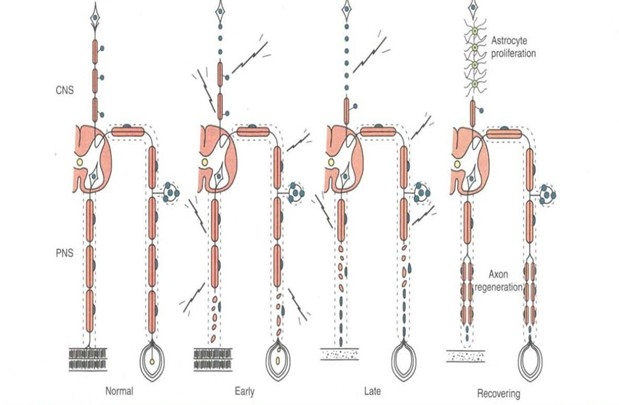 Astrocyte
proliferation
CNS
PNS
Axon
regeneration
Normal
Early
Late
Recovering